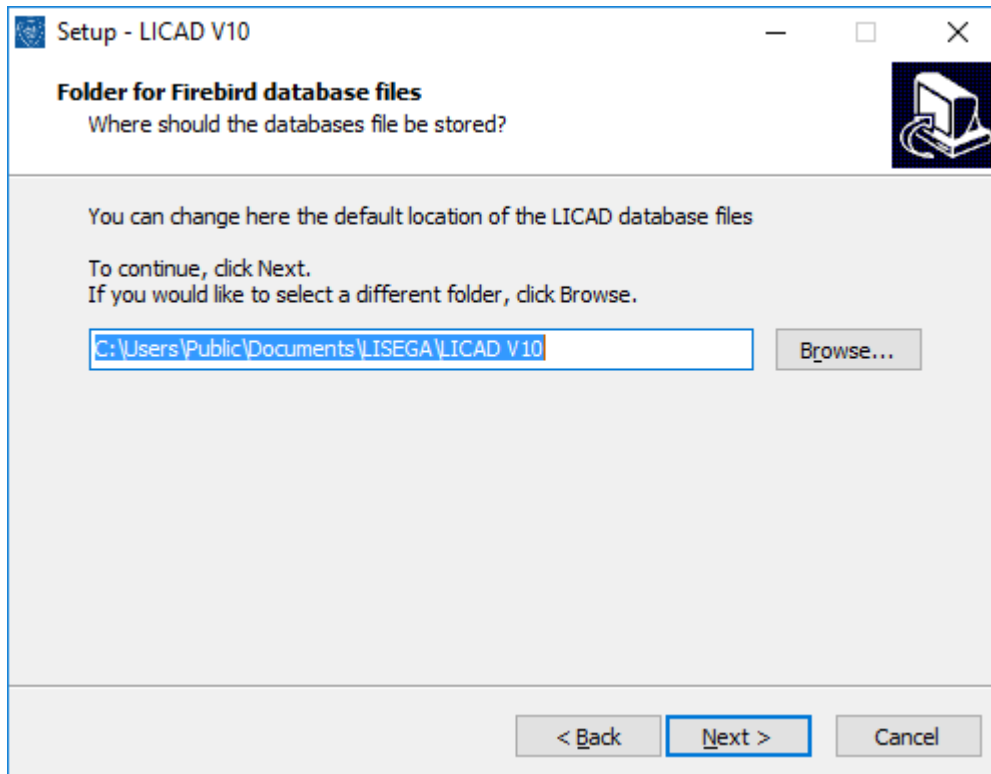 Setup - LICAD V10
Folder for Firebird database files
Where should the databases file be stored?
You can change here the default location of the LICAD database files
To continue, click Next.
If you would like to select a different folder, click Browse.
C:\Users\Public\Documents\LISEGA\LICAD V10
Browse...
< Back
Next >
Cancel